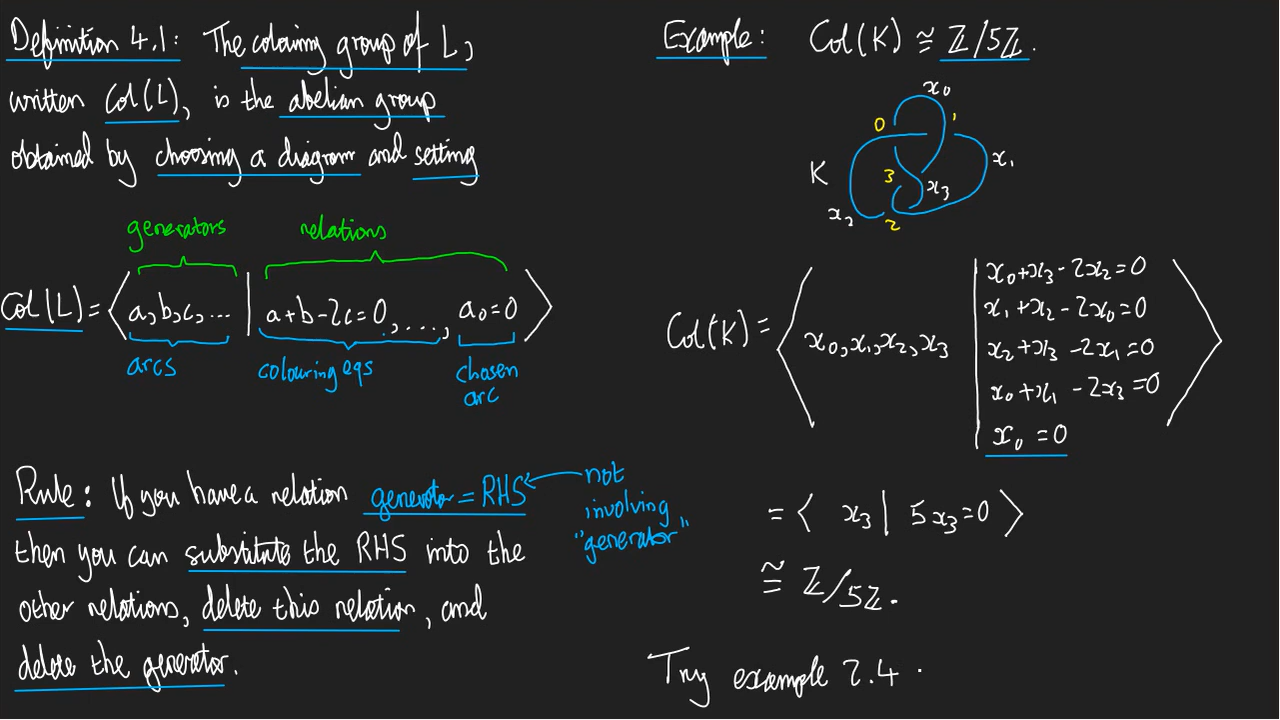 Definition 4.1: The colouring group of L,
written Col(L), is the abelian group
obtained by choosing a diagram and setting
generators relations
Col(L) = ⟨ a, b, c, ... | a+b-2c=0, ..., a₀=0 ⟩
arcs colouring eqs chosen
arc
Rule: If you have a relation generator = RHS
not
involving
"generator"
then you can substitute the RHS into the
other relations, delete this relation, and
delete the generator.
Example: Col(K) ≅ ℤ/5ℤ.
x₀
0 1
x₁
K 3 x₃
x₂ 2
Col(K) = ⟨ x₀, x₁, x₂, x₃ |
x₀+x₃-2x₂=0
x₁+x₂-2x₀=0
x₂+x₃-2x₁=0
x₀+x₁-2x₃=0
x₀=0 ⟩
= ⟨ x₃ | 5x₃=0 ⟩
≅ ℤ/5ℤ.
Try example 2.4.